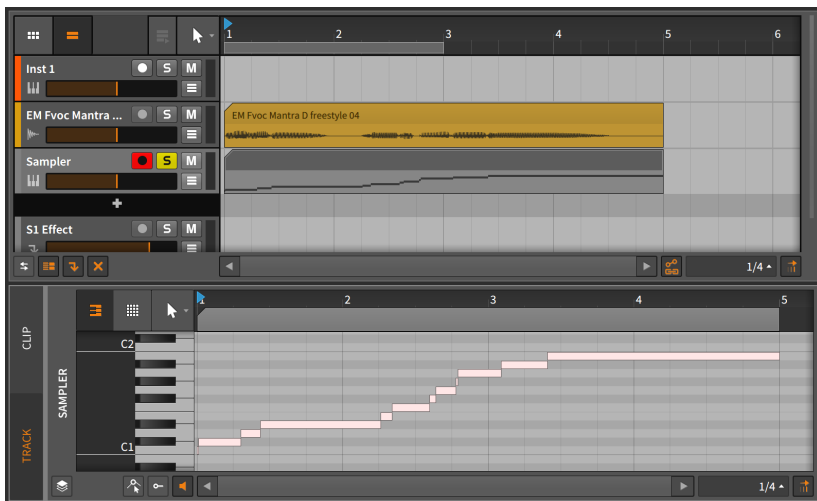 1 2 3 4 5 6
Inst 1 S M
EM Fvoc Mantra ... S M
EM Fvoc Mantra D freestyle 04
Sampler S M
+
S1 Effect S M
1/4
CLIP
TRACK
SAMPLER
1 2 3 4 5
C2
C1
1/4